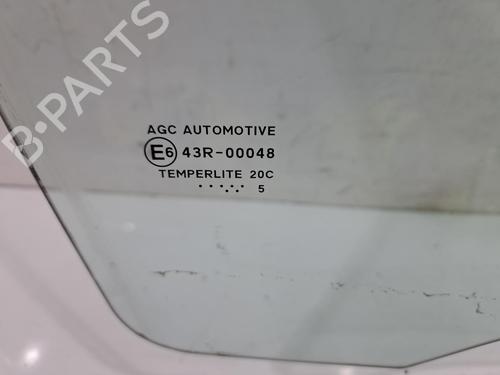 B-PARTS
AGC AUTOMOTIVE
E6 43R-00048
TEMPERLITE 20C
..:.:.. 5